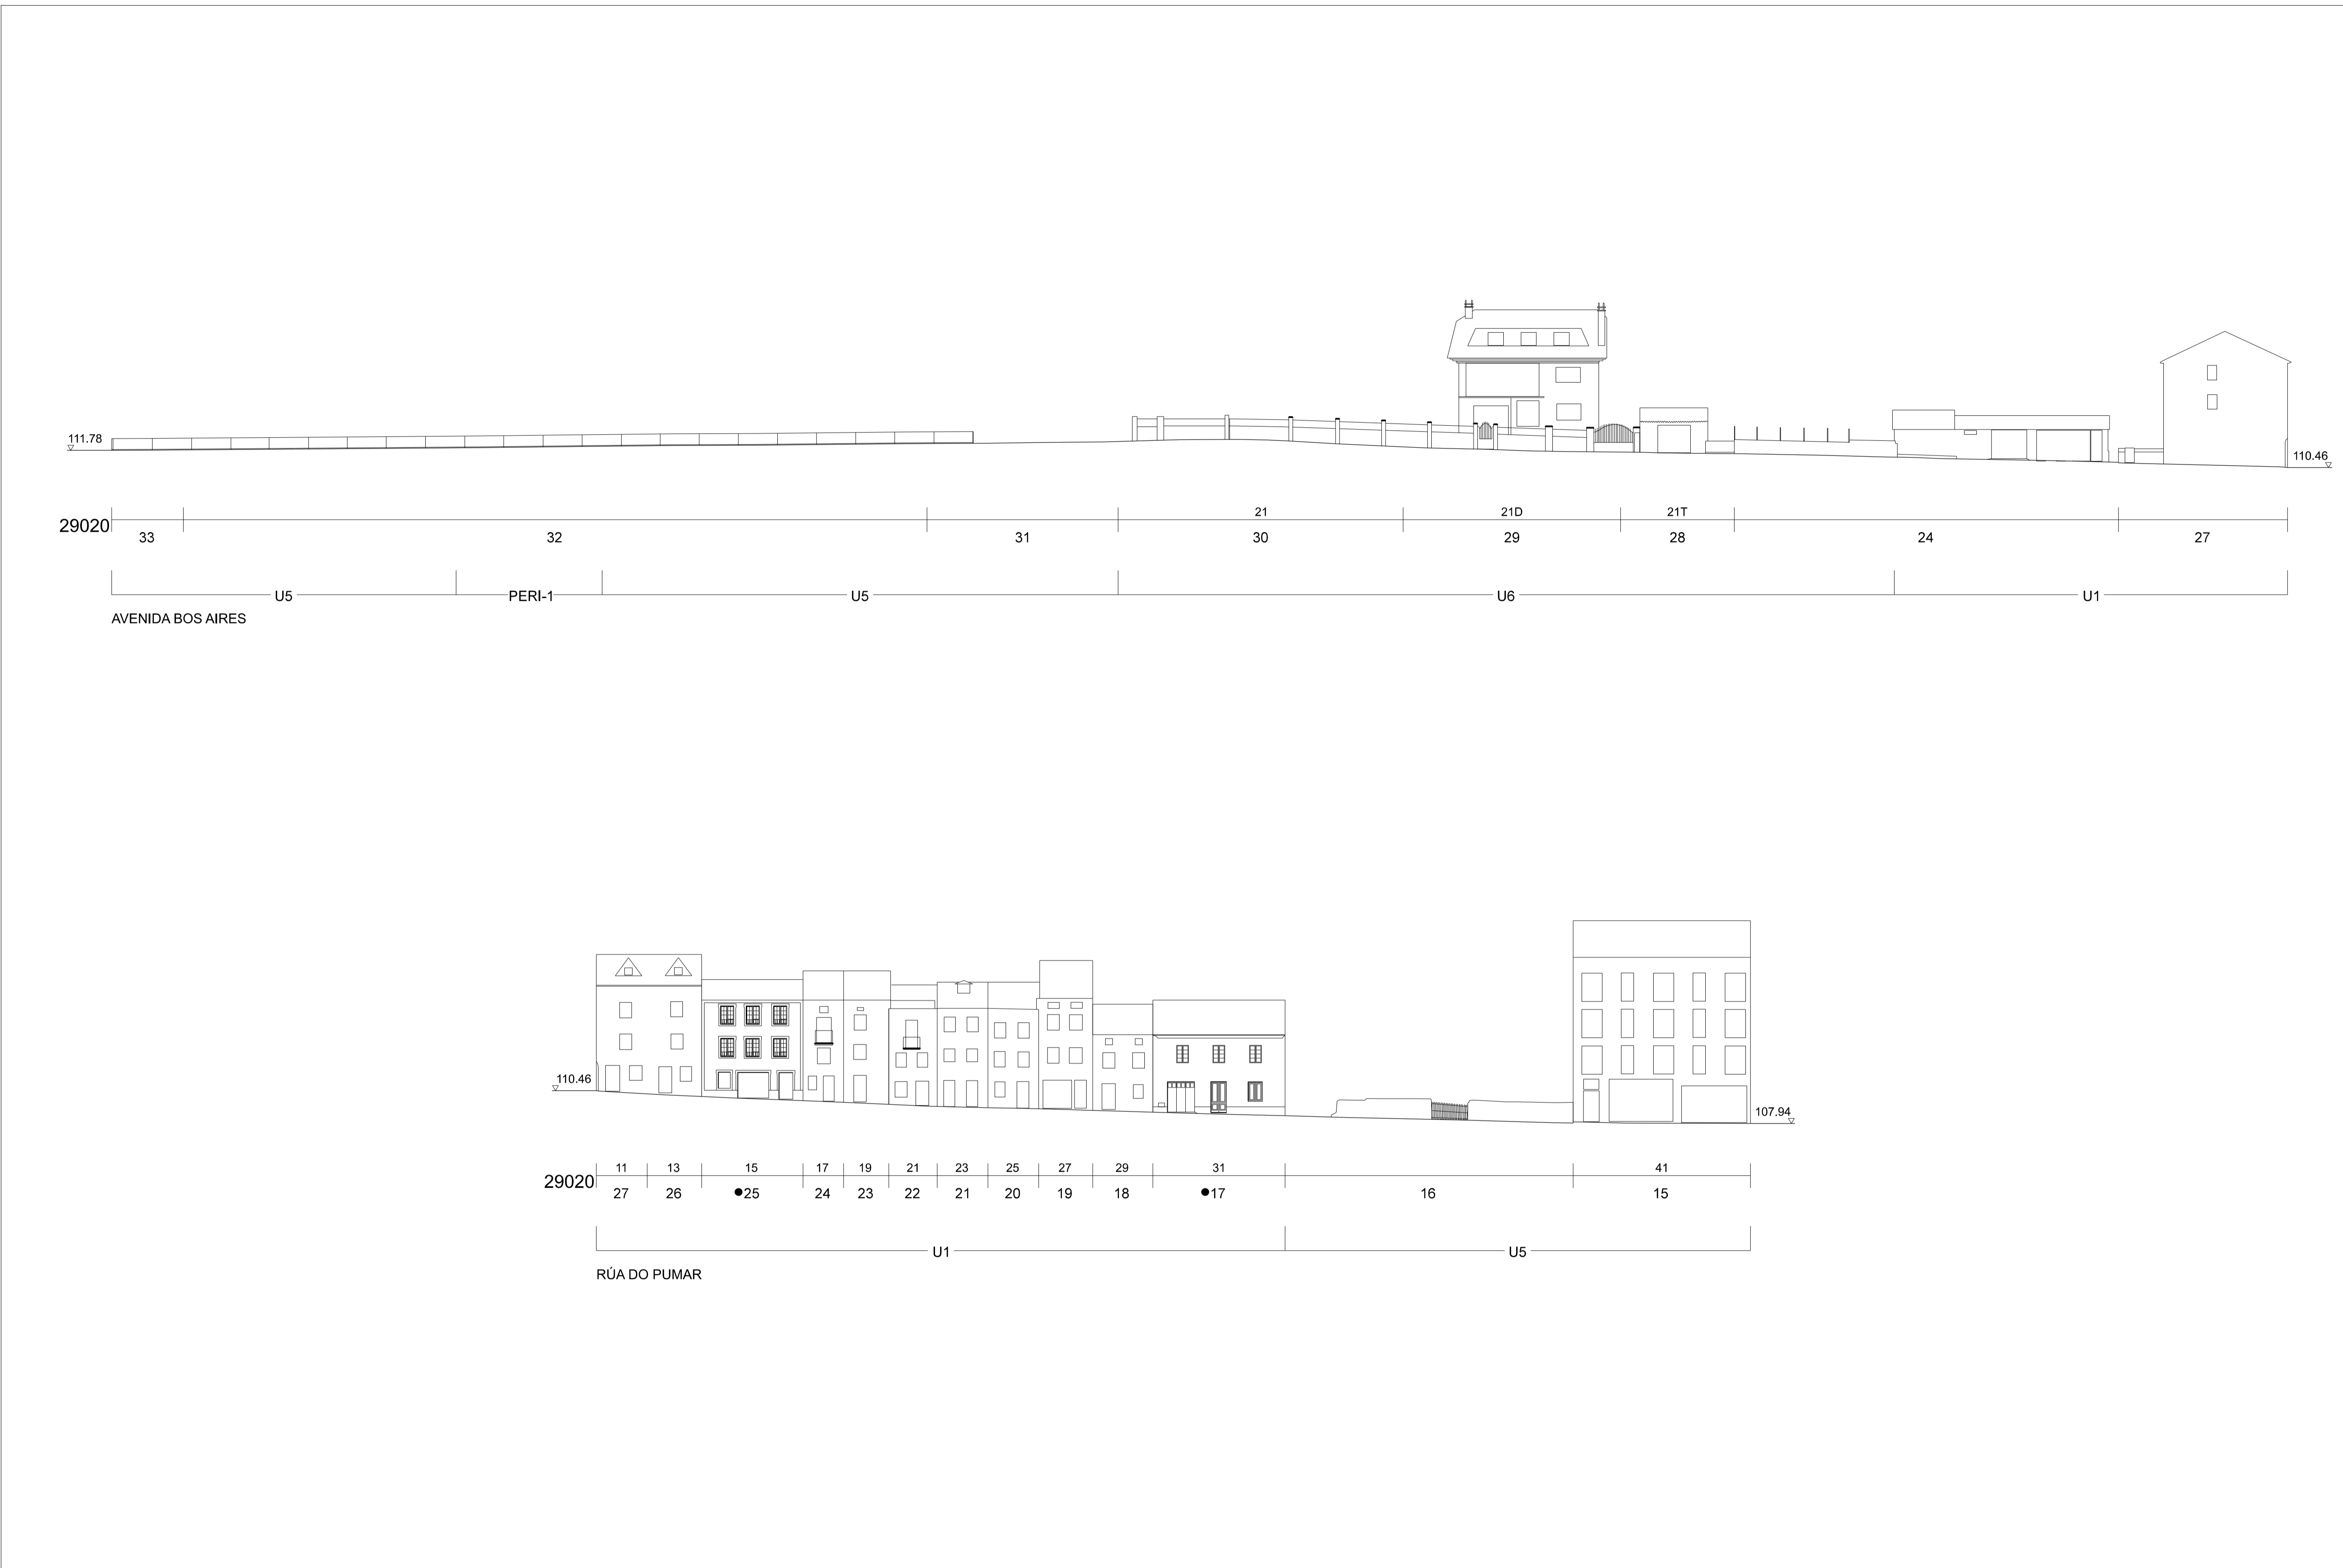 111.78
110.46
21 21D 21T
29020
33 32 31 30 29 28 24 27
U5 PERI-1 U5 U6 U1
AVENIDA BOS AIRES
110.46
107.94
11 13 15 17 19 21 23 25 27 29 31 41
29020
27 26 ●25 24 23 22 21 20 19 18 ●17 16 15
U1 U5
RÚA DO PUMAR